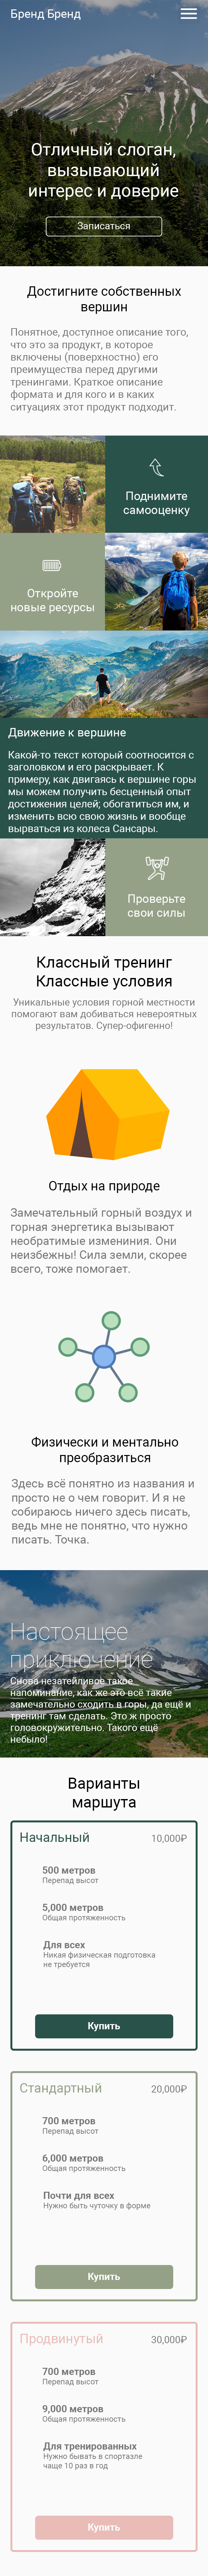 Бренд Бренд
Отличный слоган,
вызывающий
интерес и доверие
Записаться
Достигните собственных
вершин
Понятное, доступное описание того,
что это за продукт, в которое
включены (поверхностно) его
преимущества перед другими
тренингами. Краткое описание
формата и для кого и в каких
ситуациях этот продукт подходит.
Поднимите
самооценку
Откройте
новые ресурсы
Движение к вершине
Какой-то текст который соотносится с
заголовком и его раскрывает. К
примеру, как двигаясь к вершине горы
мы можем получить бесценный опыт
достижения целей; обогатиться им, и
изменить всю свою жизнь и вообще
вырваться из колеса Сансары.
Проверьте
свои силы
Классный тренинг
Классные условия
Уникальные условия горной местности
помогают вам добиваться невероятных
результатов. Супер-офигенно!
Отдых на природе
Замечательный горный воздух и
горная энергетика вызывают
необратимые измениния. Они
неизбежны! Сила земли, скорее
всего, тоже помогает.
Физически и ментально
преобразиться
Здесь всё понятно из названия и
просто не о чем говорит. И я не
собираюсь ничего здесь писать,
ведь мне не понятно, что нужно
писать. Точка.
Настоящее
приключение
Снова незатейливое такое
напоминание, как же это всё такие
замечательно сходить в горы, да ещё и
тренинг там сделать. Это ж просто
головокружительно. Такого ещё
небыло!
Варианты
маршута
Начальный 10,000₽
500 метров
Перепад высот
5,000 метров
Общая протяженность
Для всех
Никая физическая подготовка
не требуется
Купить
Стандартный 20,000₽
700 метров
Перепад высот
6,000 метров
Общая протяженность
Почти для всех
Нужно быть чуточку в форме
Купить
Продвинутый 30,000₽
700 метров
Перепад высот
9,000 метров
Общая протяженность
Для тренированных
Нужно бывать в спортазле
чаще 10 раз в год
Купить